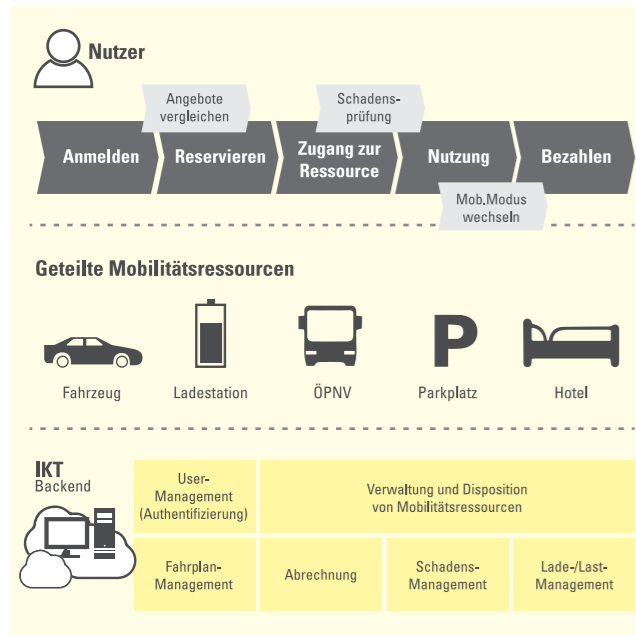 Nutzer
Angebote
vergleichen
Schadens-
prüfung
Anmelden
Reservieren
Zugang zur
Ressource
Nutzung
Bezahlen
Mob.Modus
wechseln
Geteilte Mobilitätsressourcen
Fahrzeug
Ladestation
ÖPNV
P
Parkplatz
Hotel
IKT
Backend
User-
Management
(Authentifizierung)
Verwaltung und Disposition
von Mobilitätsressourcen
Fahrplan-
Management
Abrechnung
Schadens-
Management
Lade-/Last-
Management